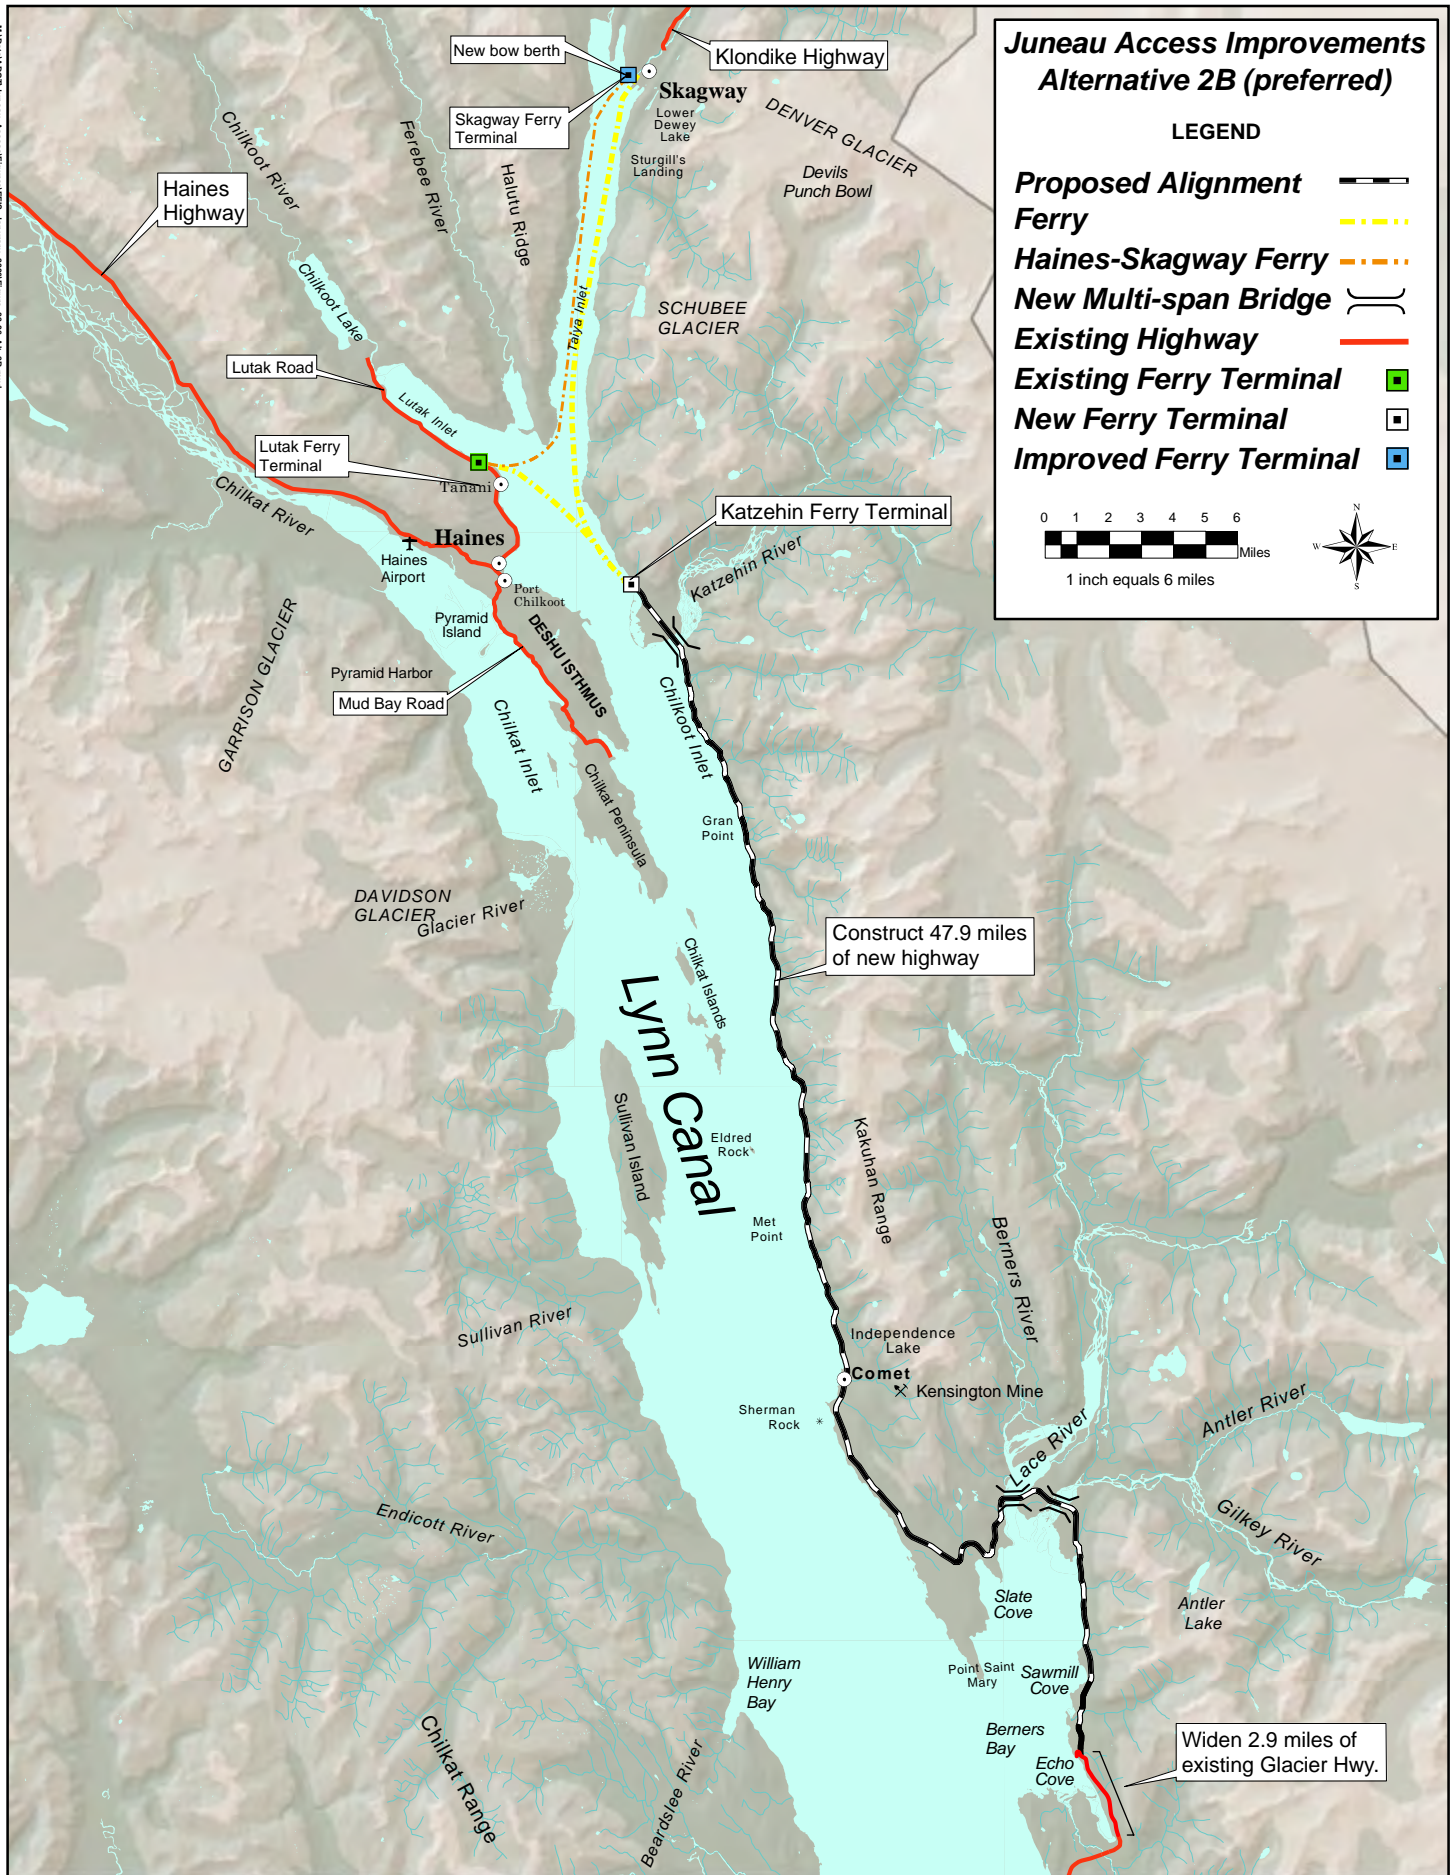 Juneau Access Improvements
Alternative 2B (preferred)
LEGEND
Proposed Alignment
Ferry
Haines-Skagway Ferry
New Multi-span Bridge
Existing Highway
Existing Ferry Terminal
New Ferry Terminal
Improved Ferry Terminal
0 1 2 3 4 5 6
Miles
1 inch equals 6 miles
N
W
E
S
New bow berth
Klondike Highway
Skagway
Skagway Ferry
Terminal
Lower
Dewey
Lake
DENVER GLACIER
Sturgill's
Landing
Devils
Punch Bowl
Chilkoot River
Ferebee River
Halutu Ridge
Haines
Highway
Chilkoot Lake
Taiya Inlet
SCHUBEE
GLACIER
Lutak Road
Lutak Inlet
Lutak Ferry
Terminal
Tanani
Chilkat River
Katzehin Ferry Terminal
Haines
Haines
Airport
Katzehin River
Port
Chilkoot
Pyramid
Island
DESHU ISTHMUS
GARRISON GLACIER
Pyramid Harbor
Mud Bay Road
Chilkat Inlet
Chilkoot Inlet
Chilkat Peninsula
Gran
Point
DAVIDSON
GLACIER
Glacier River
Construct 47.9 miles
of new highway
Chilkat Islands
Lynn Canal
Sullivan Island
Eldred
Rock
Kakuhan Range
Met
Point
Berners River
Sullivan River
Independence
Lake
Comet
Kensington Mine
Sherman
Rock
Antler River
Lace River
Endicott River
Gilkey River
Slate
Cove
Antler
Lake
William
Henry
Bay
Point Saint
Mary
Sawmill
Cove
Berners
Bay
Echo
Cove
Widen 2.9 miles of
existing Glacier Hwy.
Chilkat Range
Beardslee River